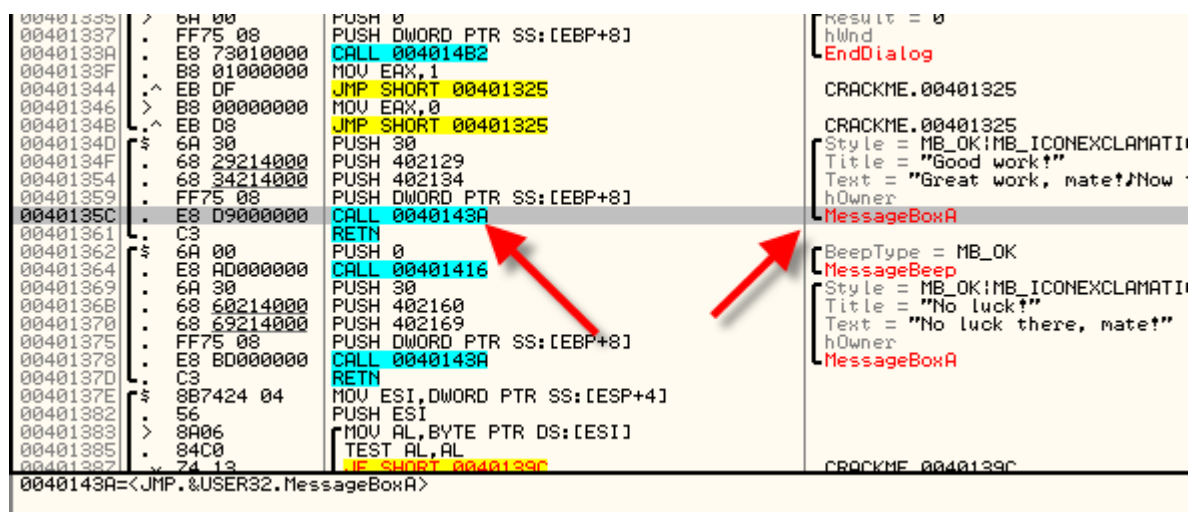 00401335 > 6A 00 PUSH 0 Result = 0
00401337 . FF75 08 PUSH DWORD PTR SS:[EBP+8] hWnd
0040133A . E8 73010000 CALL 004014B2 EndDialog
0040133F . B8 01000000 MOV EAX,1
00401344 .^ EB DF JMP SHORT 00401325 CRACKME.00401325
00401346 > B8 00000000 MOV EAX,0
0040134B .^ EB D8 JMP SHORT 00401325 CRACKME.00401325
0040134D $ 6A 30 PUSH 30 Style = MB_OK|MB_ICONEXCLAMATI
0040134F . 68 29214000 PUSH 402129 Title = "Good work!"
00401354 . 68 34214000 PUSH 402134 Text = "Great work, mate!♪Now
00401359 . FF75 08 PUSH DWORD PTR SS:[EBP+8] hOwner
0040135C . E8 D9000000 CALL 0040143A MessageBoxA
00401361 . C3 RETN
00401362 $ 6A 00 PUSH 0 BeepType = MB_OK
00401364 . E8 AD000000 CALL 00401416 MessageBeep
00401369 . 6A 30 PUSH 30 Style = MB_OK|MB_ICONEXCLAMATI
0040136B . 68 60214000 PUSH 402160 Title = "No luck!"
00401370 . 68 69214000 PUSH 402169 Text = "No luck there, mate!"
00401375 . FF75 08 PUSH DWORD PTR SS:[EBP+8] hOwner
00401378 . E8 BD000000 CALL 0040143A MessageBoxA
0040137D . C3 RETN
0040137E $ 8B7424 04 MOV ESI,DWORD PTR SS:[ESP+4]
00401382 . 56 PUSH ESI
00401383 > 8A06 MOV AL,BYTE PTR DS:[ESI]
00401385 . 84C0 TEST AL,AL
00401387 . 74 13 JE SHORT 0040139C CRACKME.0040139C
0040143A=<JMP.&USER32.MessageBoxA>